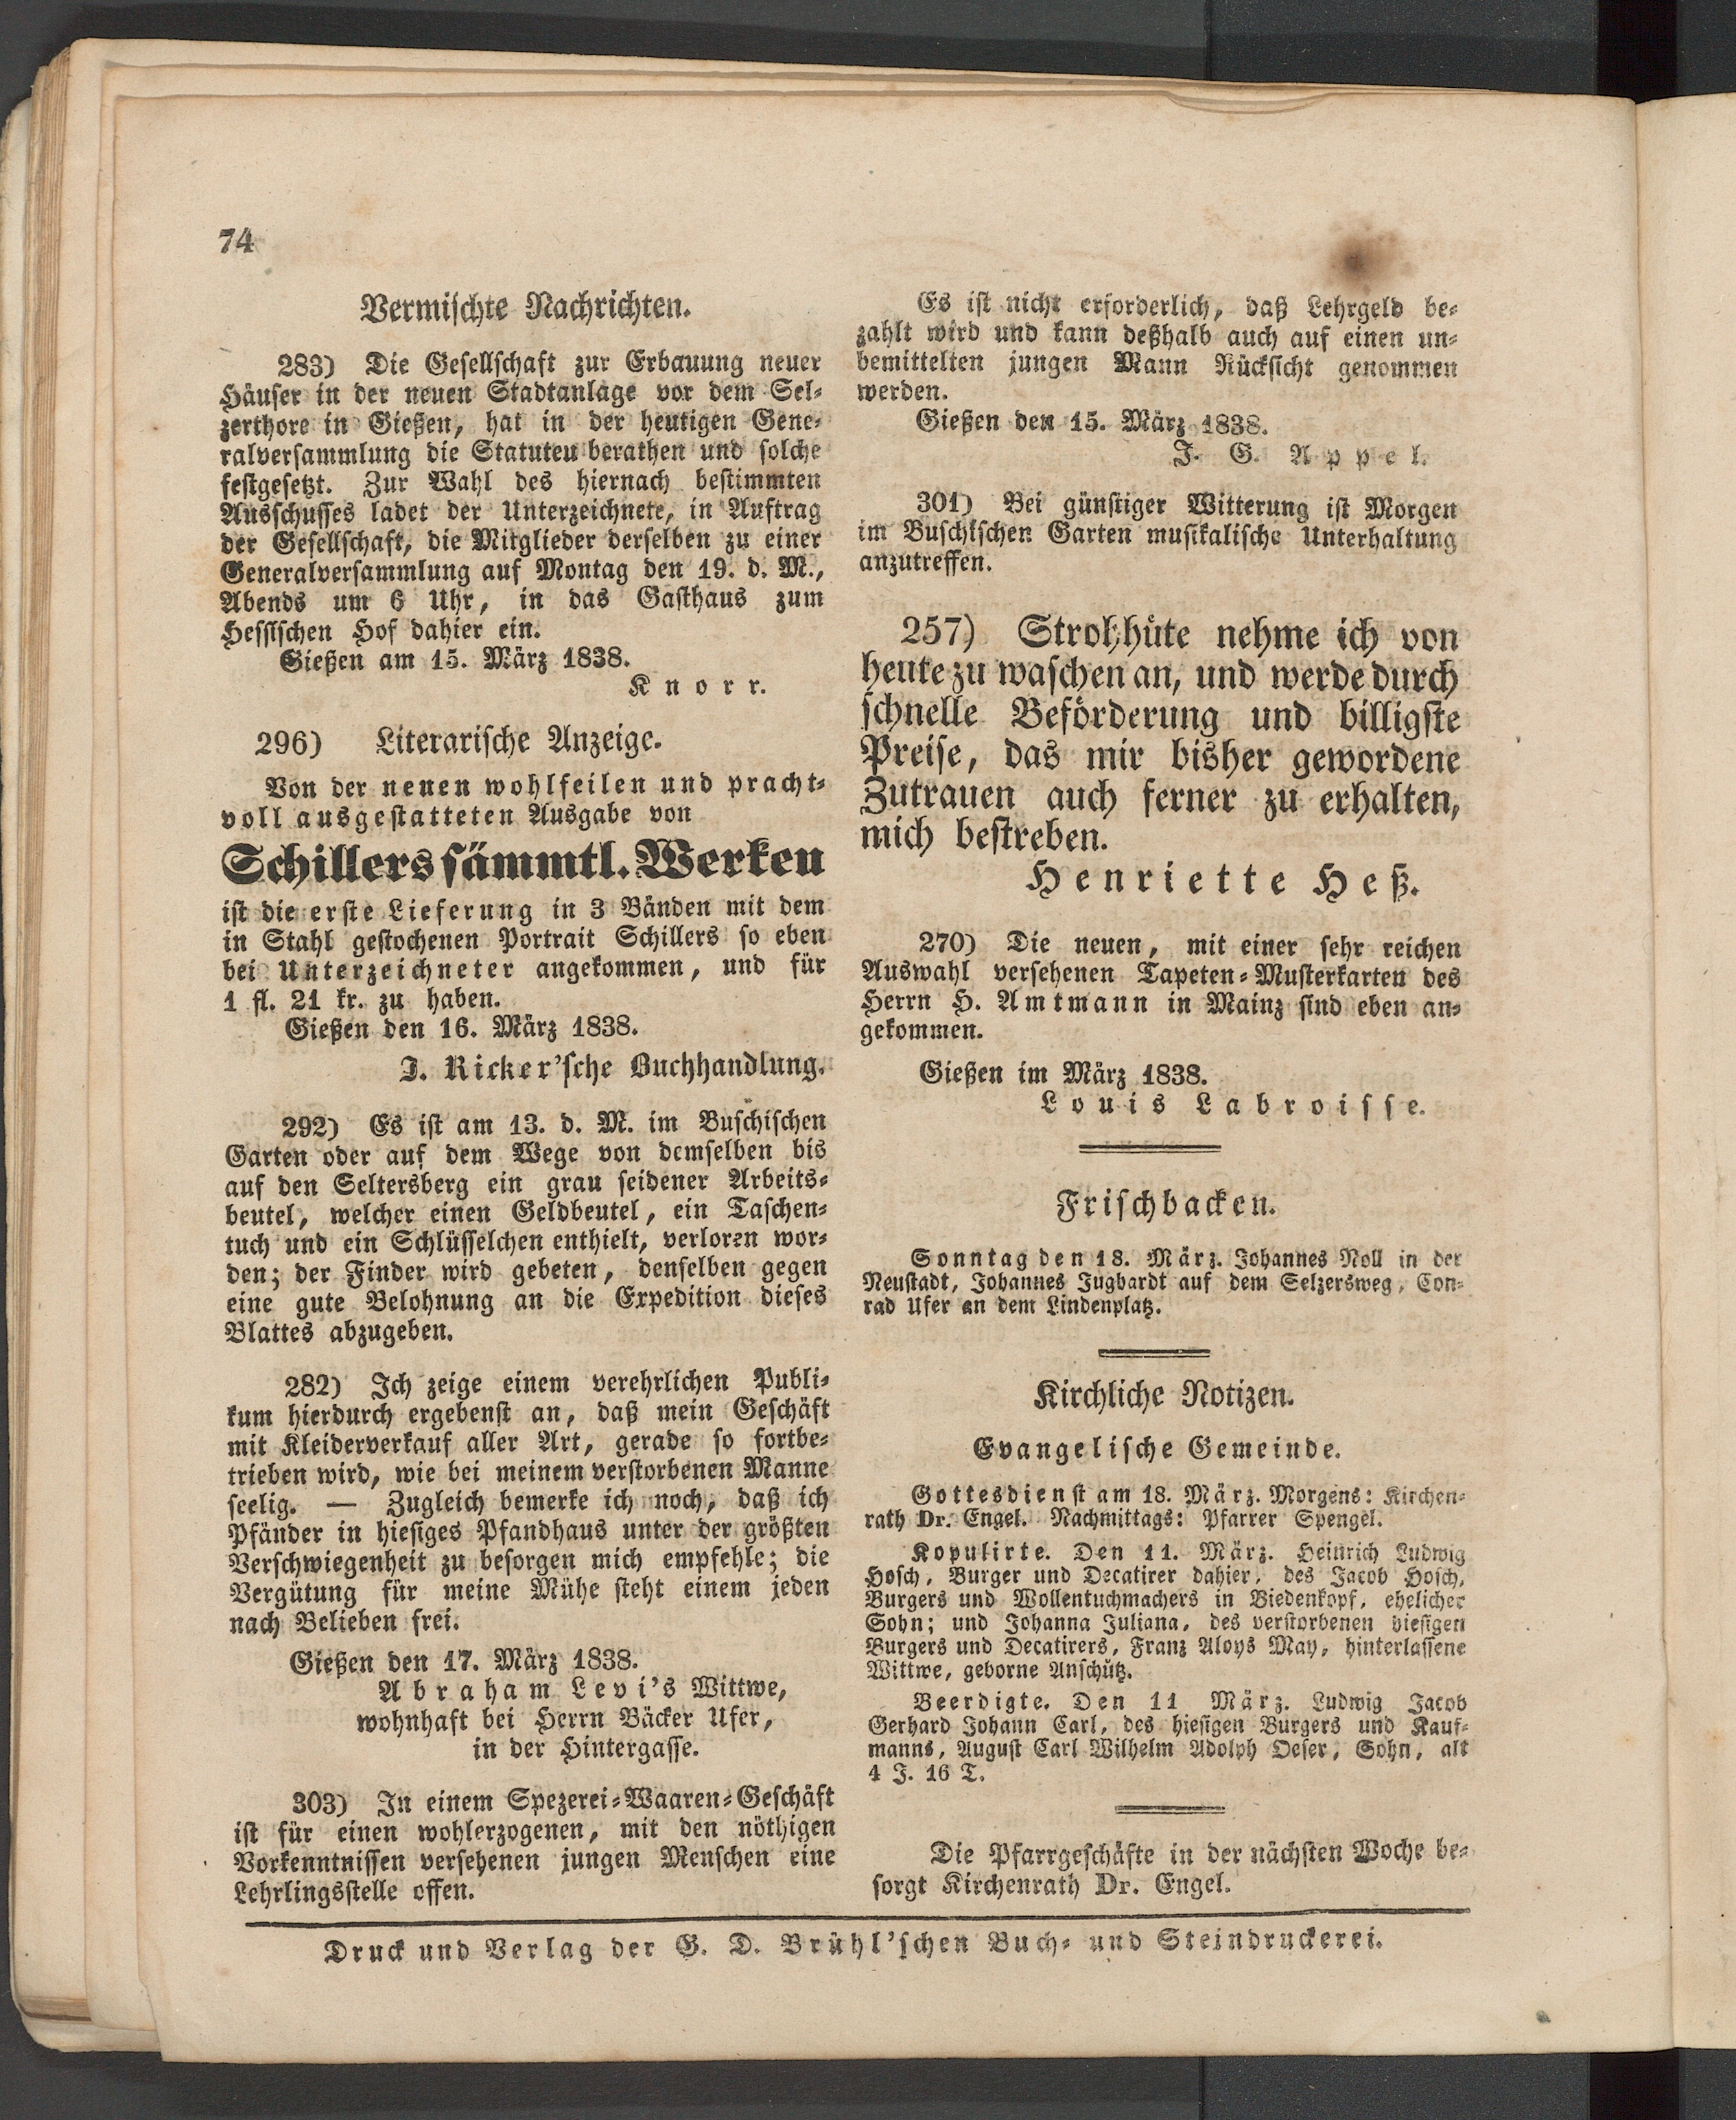 74
Vermischte Nachrichten.
283) Die Gesellschaft zur Erbauung neuer
Häuser in der neuen Stadtanlage vor dem Sel-
zerthore in Gießen, hat in der heutigen Gene-
ralversammlung die Statuten berathen und solche
festgesetzt. Zur Wahl des hiernach bestimmten
Ausschusses ladet der Unterzeichnete, in Auftrag
der Gesellschaft, die Mitglieder derselben zu einer
Generalversammlung auf Montag den 19. d. M.,
Abends um 6 Uhr, in das Gasthaus zum
Hessischen Hof dahier ein.
Gießen am 15. März 1838.
Knorr.
296) Literarische Anzeige.
Von der neuen wohlfeilen und pracht-
voll ausgestatteten Ausgabe von
Schillers sämmtl. Werken
ist die erste Lieferung in 3 Bänden mit dem
in Stahl gestochenen Portrait Schillers so eben
bei Unterzeichneter angekommen, und für
1 fl. 21 kr. zu haben.
Gießen den 16. März 1838.
J. Ricker'sche Buchhandlung.
292) Es ist am 13. d. M. im Buschischen
Garten oder auf dem Wege von demselben bis
auf den Seltersberg ein grau seidener Arbeits-
beutel, welcher einen Geldbeutel, ein Taschen-
tuch und ein Schlüsselchen enthielt, verloren wor-
den; der Finder wird gebeten, denselben gegen
eine gute Belohnung an die Expedition dieses
Blattes abzugeben.
282) Ich zeige einem verehrlichen Publi-
kum hierdurch ergebenst an, daß mein Geschäft
mit Kleiderverkauf aller Art, gerade so fortbe-
trieben wird, wie bei meinem verstorbenen Manne
seelig. — Zugleich bemerke ich noch, daß ich
Pfänder in hiesiges Pfandhaus unter der größten
Verschwiegenheit zu besorgen mich empfehle; die
Vergütung für meine Mühe steht einem jeden
nach Belieben frei.
Gießen den 17. März 1838.
Abraham Levi's Wittwe,
wohnhaft bei Herrn Bäcker Ufer,
in der Hintergasse.
303) In einem Spezerei-Waaren-Geschäft
ist für einen wohlerzogenen, mit den nöthigen
Vorkenntnissen versehenen jungen Menschen eine
Lehrlingsstelle offen.
Es ist nicht erforderlich, daß Lehrgeld be-
zahlt wird und kann deßhalb auch auf einen un-
bemittelten jungen Mann Rücksicht genommen
werden.
Gießen den 15. März 1838.
J. G. Appel.
301) Bei günstiger Witterung ist Morgen
im Buschischen Garten musikalische Unterhaltung
anzutreffen.
257) Strohhüte nehme ich von
heute zu waschen an, und werde durch
schnelle Beförderung und billigste
Preise, das mir bisher gewordene
Zutrauen auch ferner zu erhalten,
mich bestreben.
Henriette Heß.
270) Die neuen, mit einer sehr reichen
Auswahl versehenen Tapeten-Musterkarten des
Herrn H. Amtmann in Mainz sind eben an-
gekommen.
Gießen im März 1838.
Louis Labroisse.
Frischbacken.
Sonntag den 18. März. Johannes Noll in der
Neustadt, Johannes Jughardt auf dem Selzersweg, Con-
rad Ufer an dem Lindenplatz.
Kirchliche Notizen.
Evangelische Gemeinde.
Gottesdienst am 18. März. Morgens: Kirchen-
rath Dr. Engel. Nachmittags: Pfarrer Spengel.
Kopulirte. Den 11. März. Heinrich Ludwig
Hosch, Burger und Decatirer dahier, des Jacob Hosch,
Burgers und Wollentuchmachers in Biedenkopf, ehelicher
Sohn; und Johanna Juliana, des verstorbenen hiesigen
Burgers und Decatirers, Franz Aloys May, hinterlassene
Wittwe, geborne Anschütz.
Beerdigte. Den 11 März. Ludwig Jacob
Gerhard Johann Carl, des hiesigen Burgers und Kauf-
manns, August Carl Wilhelm Adolph Oeser, Sohn, alt
4 J. 16 T.
Die Pfarrgeschäfte in der nächsten Woche be-
sorgt Kirchenrath Dr. Engel.
Druck und Verlag der G. D. Brühl'schen Buch- und Steindruckerei.